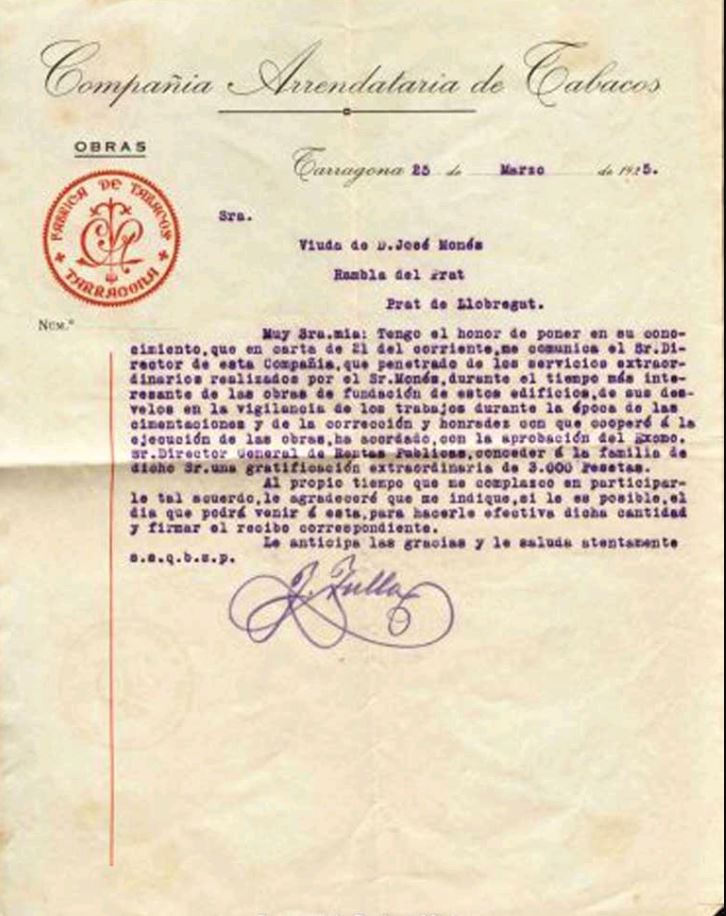 Compañia Arrendataria de Tabacos
OBRAS
Tarragona 25 de Marzo de 1925.
FABRICA DE TABACOS
TARRAGONA
Sra.
Viuda de D.José Monés
Rambla del Prat
Prat de Llobregat.
NÚM.º
Muy Sra.mia: Tengo el honor de poner en su cono-
cimiento,que en carta de 21 del corriente,me comunica el Sr.Di-
rector de esta Compañia,que penetrado de los servicios extraor-
dinarios realizados por el Sr.Monés,durante el tiempo más inte-
resante de las obras de fundación de estos edificios,de sus des-
velos en la vigilancia de los trabajos durante la época de las
cimentaciones y de la corrección y honradez con que cooperó á la
ejecución de las obras,ha acordado,con la aprobación del Excmo.
Sr.Director General de Rentas Publicas,conceder á la familia de
dicho Sr.una gratificación extraordinaria de 3.000 Pesetas.
Al propio tiempo que me complazco en participar-
le tal acuerdo,le agradeceré que me indique,si le es posible,el
dia que podrá venir á esta,para hacerle efectiva dicha cantidad
y firmar el recibo correspondiente.
Le anticipa las gracias y le saluda atentamente
s.s.q.b.s.p.